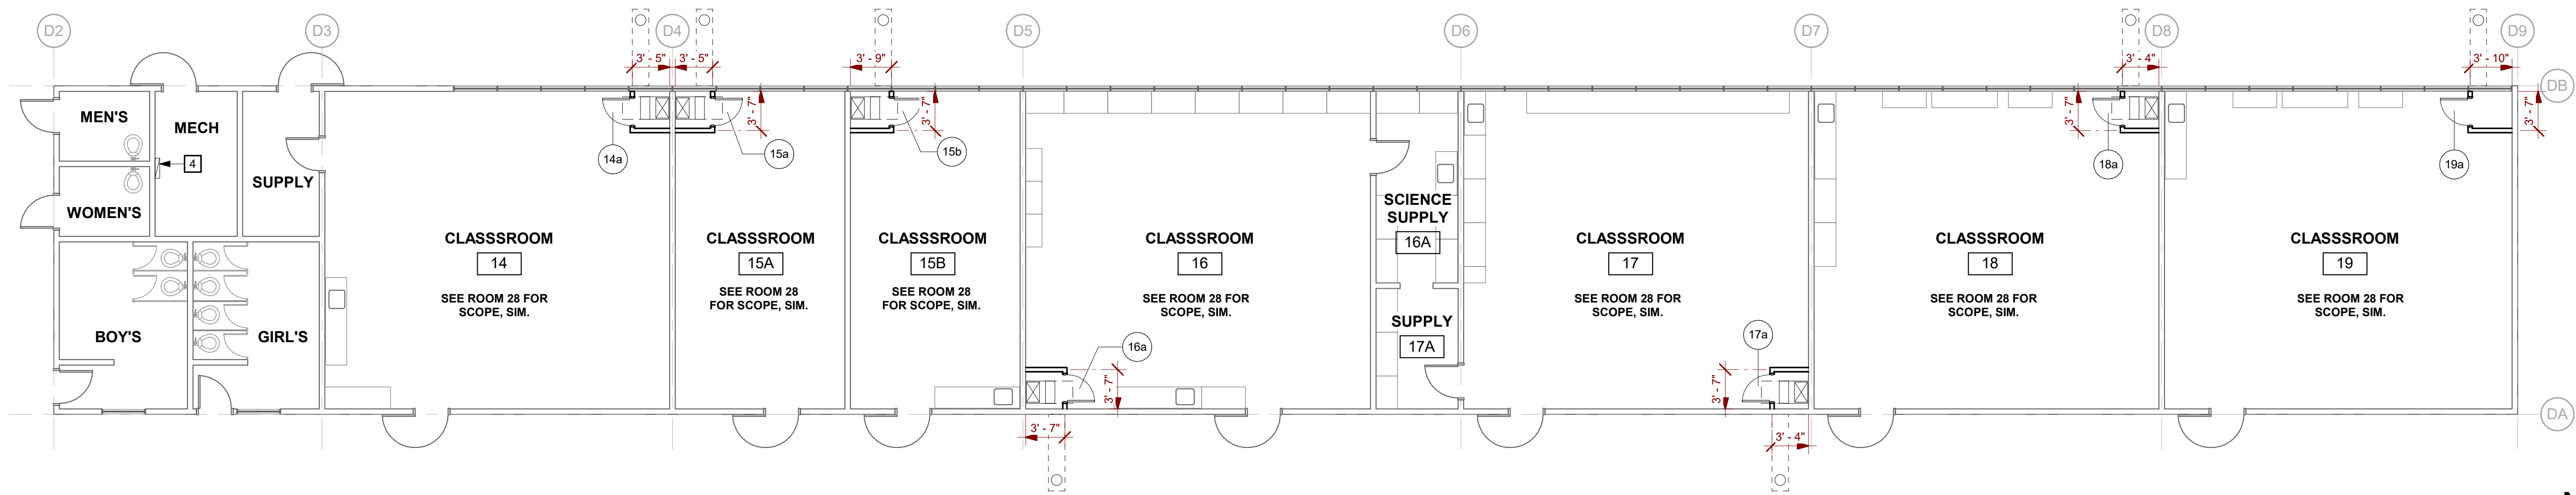 D2
D3
D4
D5
D6
D7
D8
D9
3' - 5"
3' - 5"
3' - 9"
3' - 4"
3' - 10"
DB
MEN'S
MECH
4
SUPPLY
WOMEN'S
3' - 7"
3' - 7"
3' - 7"
3' - 7"
14a
15a
15b
18a
19a
SCIENCE
SUPPLY
16A
CLASSSROOM
14
SEE ROOM 28 FOR
SCOPE, SIM.
CLASSSROOM
15A
SEE ROOM 28
FOR SCOPE, SIM.
CLASSSROOM
15B
SEE ROOM 28
FOR SCOPE, SIM.
CLASSSROOM
16
SEE ROOM 28 FOR
SCOPE, SIM.
CLASSSROOM
17
SEE ROOM 28 FOR
SCOPE, SIM.
CLASSSROOM
18
SEE ROOM 28 FOR
SCOPE, SIM.
CLASSSROOM
19
SEE ROOM 28 FOR
SCOPE, SIM.
BOY'S
GIRL'S
SUPPLY
17A
16a
17a
3' - 7"
3' - 7"
3' - 7"
3' - 4"
DA